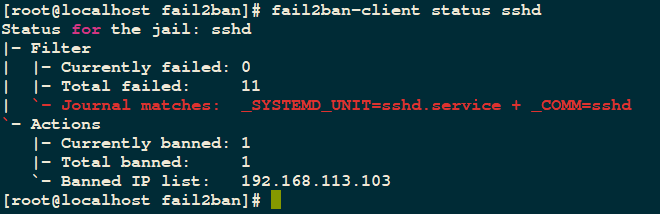 [root@localhost fail2ban]# fail2ban-client status sshd
Status for the jail: sshd
|- Filter
|  |- Currently failed: 0
|  |- Total failed:     11
|  `- Journal matches:  _SYSTEMD_UNIT=sshd.service + _COMM=sshd
`- Actions
   |- Currently banned: 1
   |- Total banned:     1
   `- Banned IP list:   192.168.113.103
[root@localhost fail2ban]#